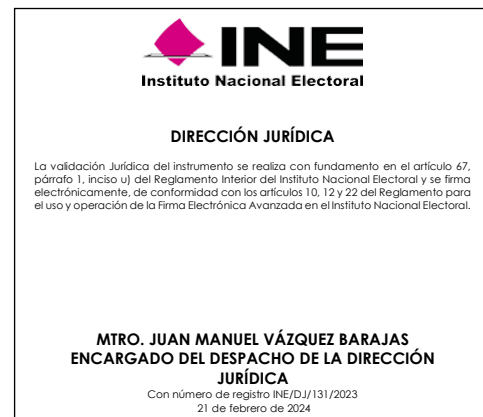 INE
Instituto Nacional Electoral
DIRECCIÓN JURÍDICA
La validación Jurídica del instrumento se realiza con fundamento en el artículo 67,
párrafo 1, inciso u) del Reglamento Interior del Instituto Nacional Electoral y se firma
electrónicamente, de conformidad con los artículos 10, 12 y 22 del Reglamento para
el uso y operación de la Firma Electrónica Avanzada en el Instituto Nacional Electoral.
MTRO. JUAN MANUEL VÁZQUEZ BARAJAS
ENCARGADO DEL DESPACHO DE LA DIRECCIÓN
JURÍDICA
Con número de registro INE/DJ/131/2023
21 de febrero de 2024